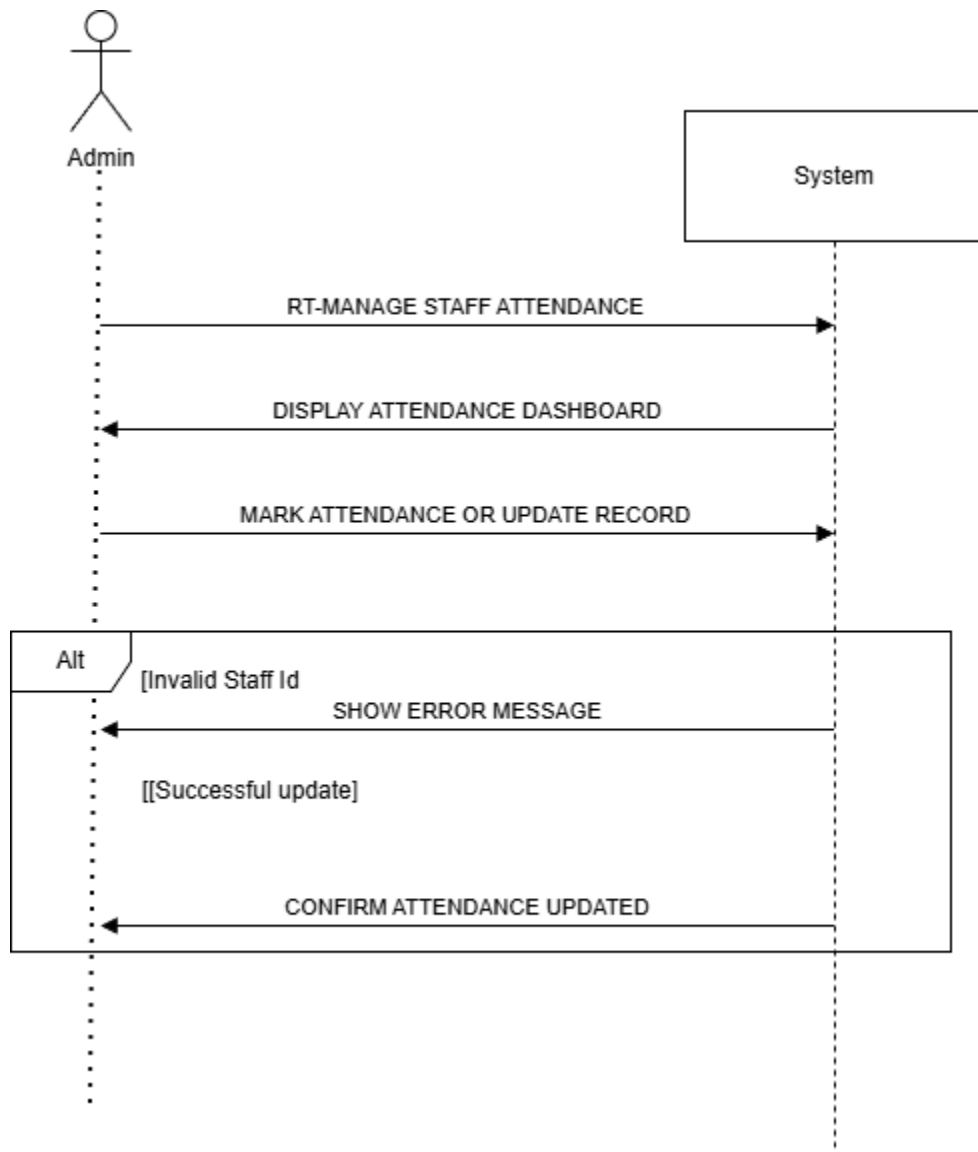 Admin
System
RT-MANAGE STAFF ATTENDANCE
DISPLAY ATTENDANCE DASHBOARD
MARK ATTENDANCE OR UPDATE RECORD
Alt
[Invalid Staff Id
SHOW ERROR MESSAGE
[[Successful update]
CONFIRM ATTENDANCE UPDATED